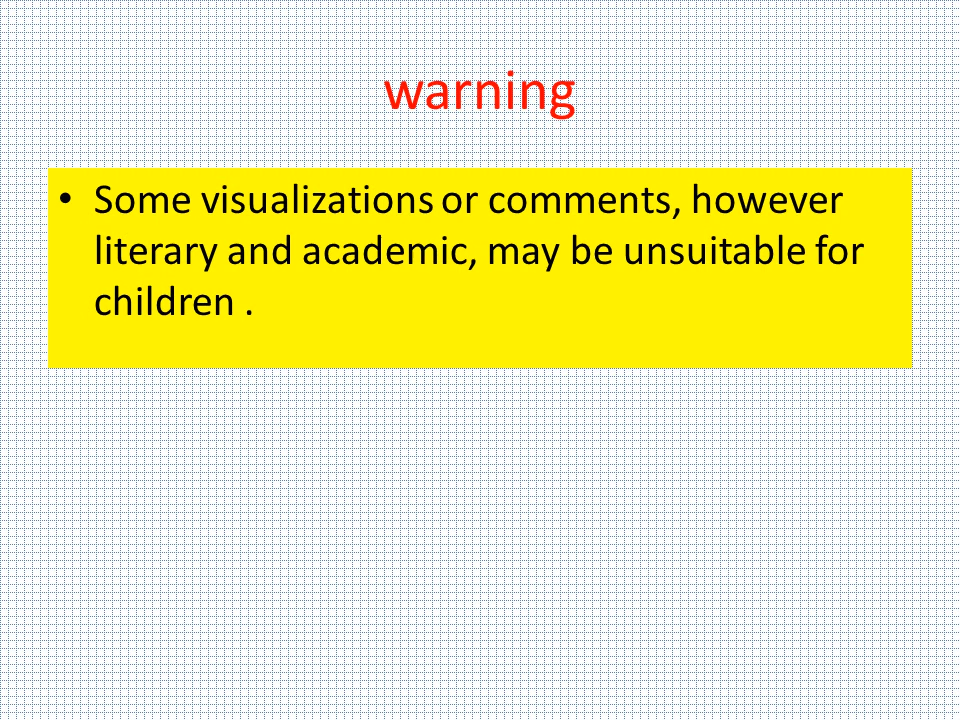 warning
• Some visualizations or comments, however
literary and academic, may be unsuitable for
children .